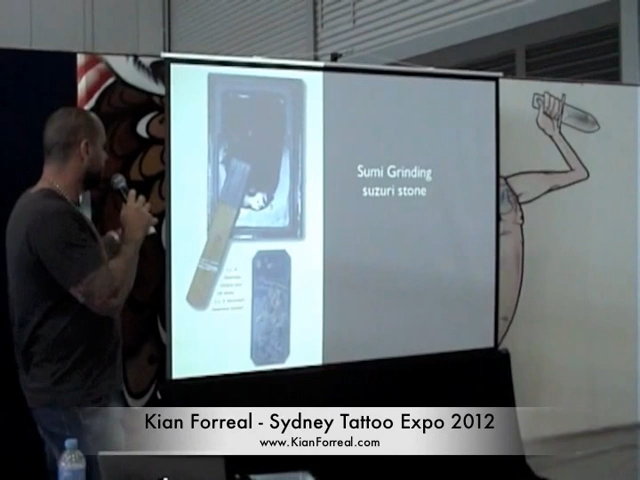 Sumi Grinding
suzuri stone
Kian Forreal - Sydney Tattoo Expo 2012
www.KianForreal.com